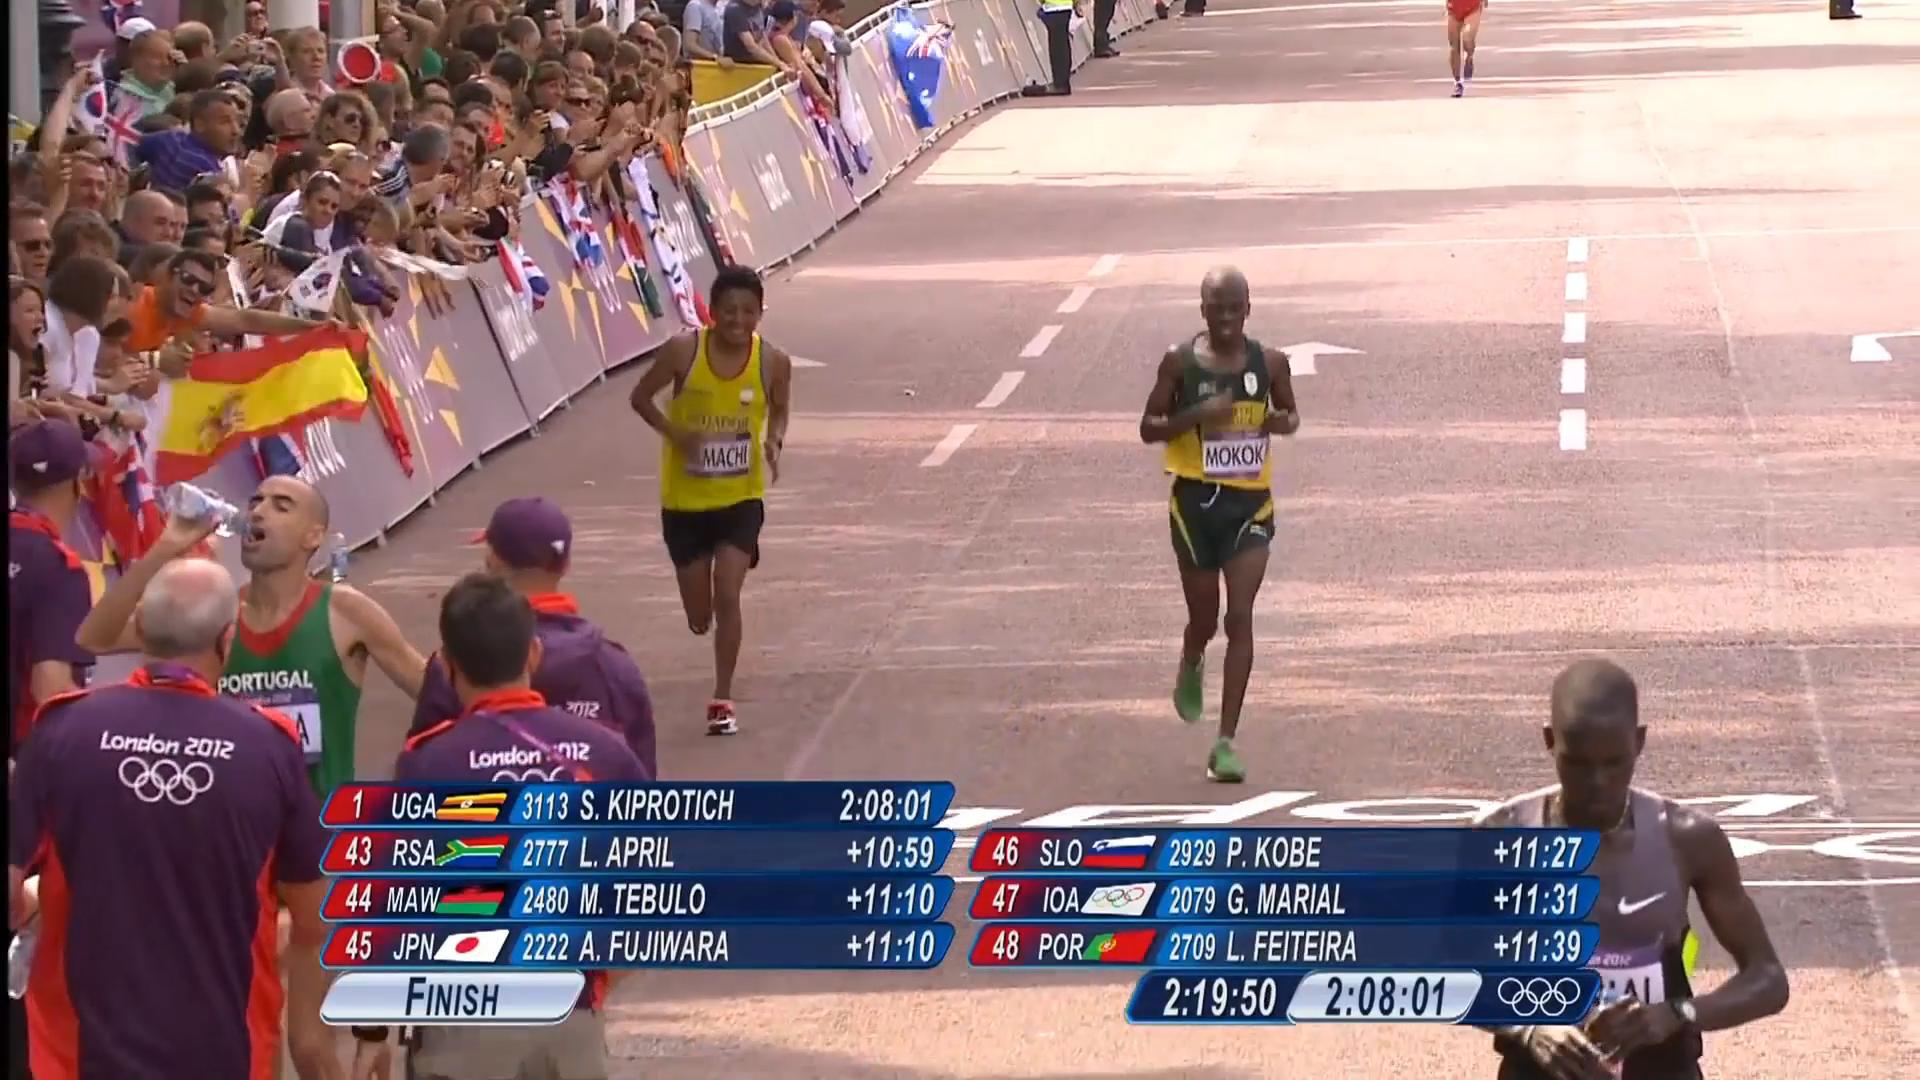 MACHI
MOKOK
PORTUGAL
A
London 2012
London 2012
2012
1 UGA 3113 S. KIPROTICH 2:08:01
43 RSA 2777 L. APRIL +10:59
44 MAW 2480 M. TEBULO +11:10
45 JPN 2222 A. FUJIWARA +11:10
46 SLO 2929 P. KOBE +11:27
47 IOA 2079 G. MARIAL +11:31
48 POR 2709 L. FEITEIRA +11:39
FINISH
2:19:50 2:08:01